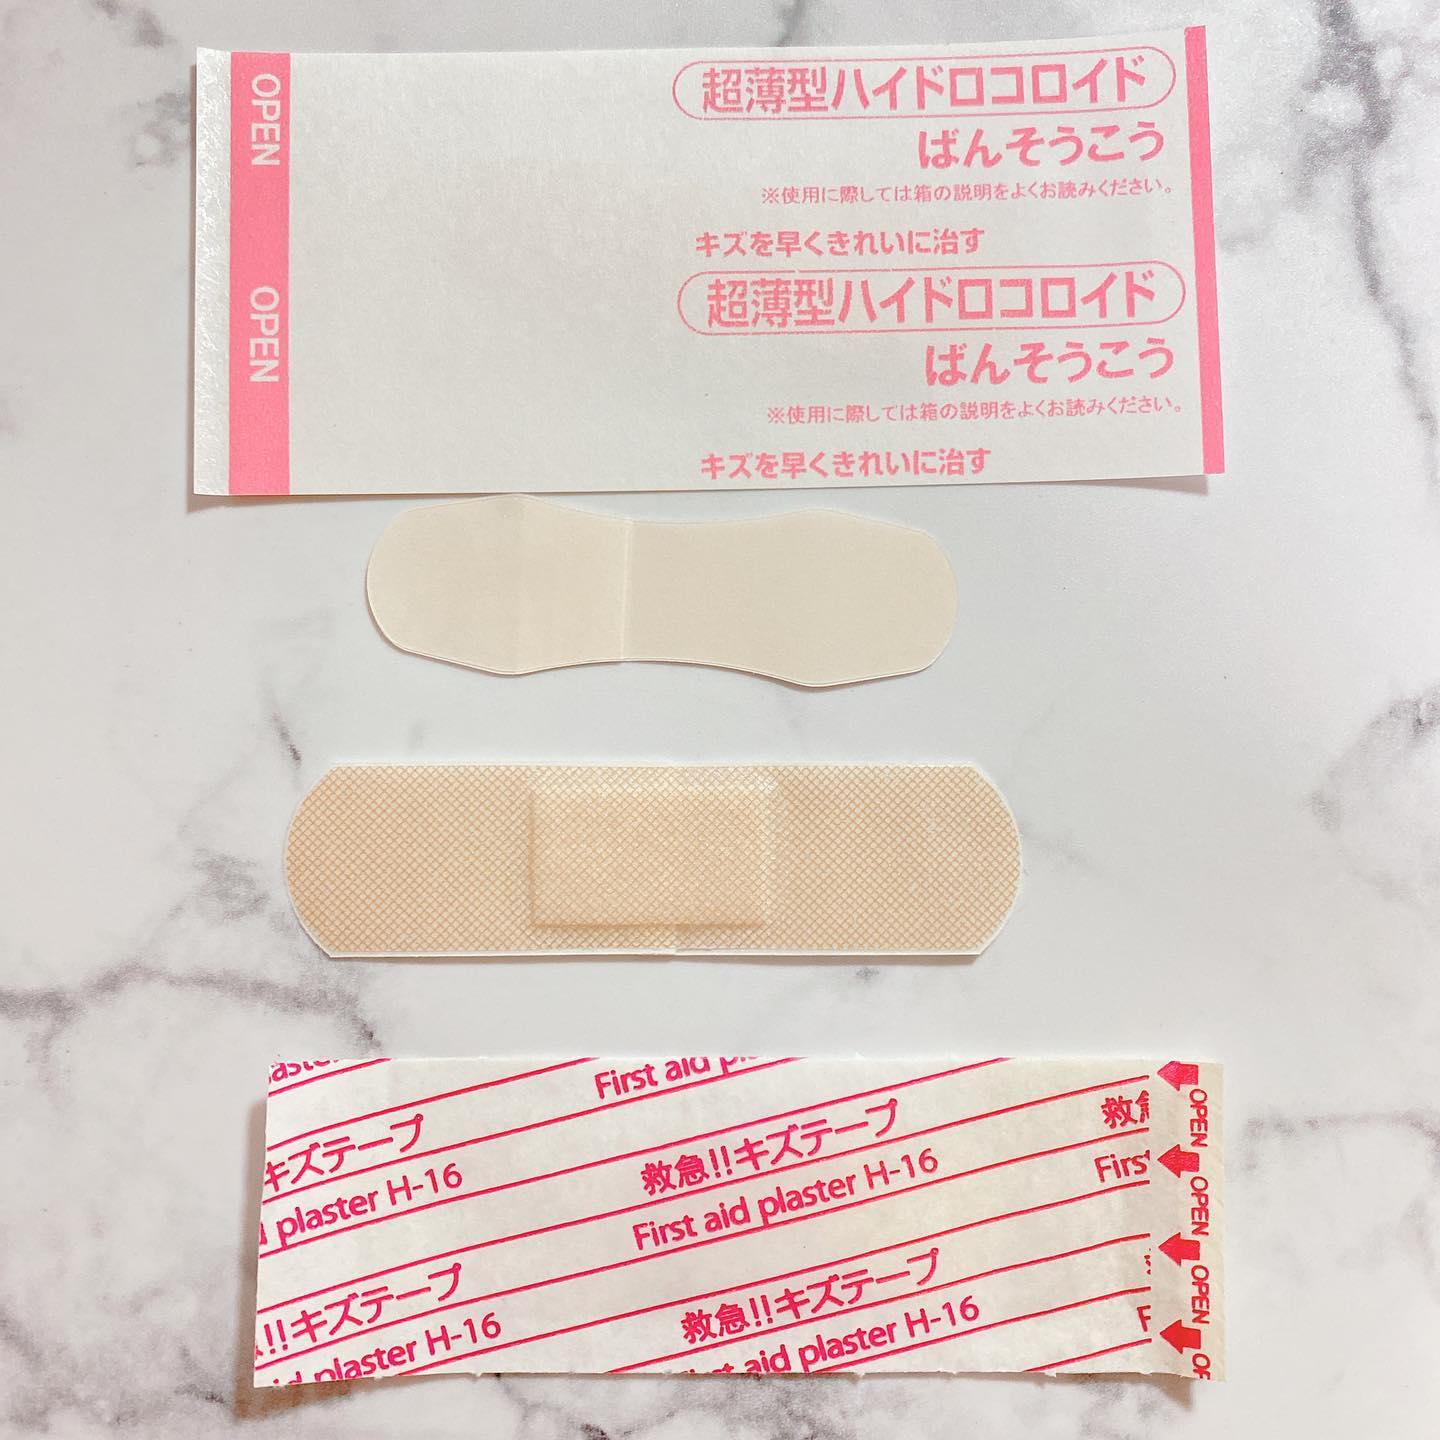 OPEN
OPEN
超薄型ハイドロコロイド
ばんそうこう
※使用に際しては箱の説明をよくお読みください。
キズを早くきれいに治す
超薄型ハイドロコロイド
ばんそうこう
※使用に際しては箱の説明をよくお読みください。
キズを早くきれいに治す
First aid
キズテープ
plaster H-16
救急!!キズテープ
First aid plaster H-16
救急
First
!!キズテープ
plaster H-16
救急!!キズテープ
First aid plaster H-16
OPEN
OPEN
OPEN